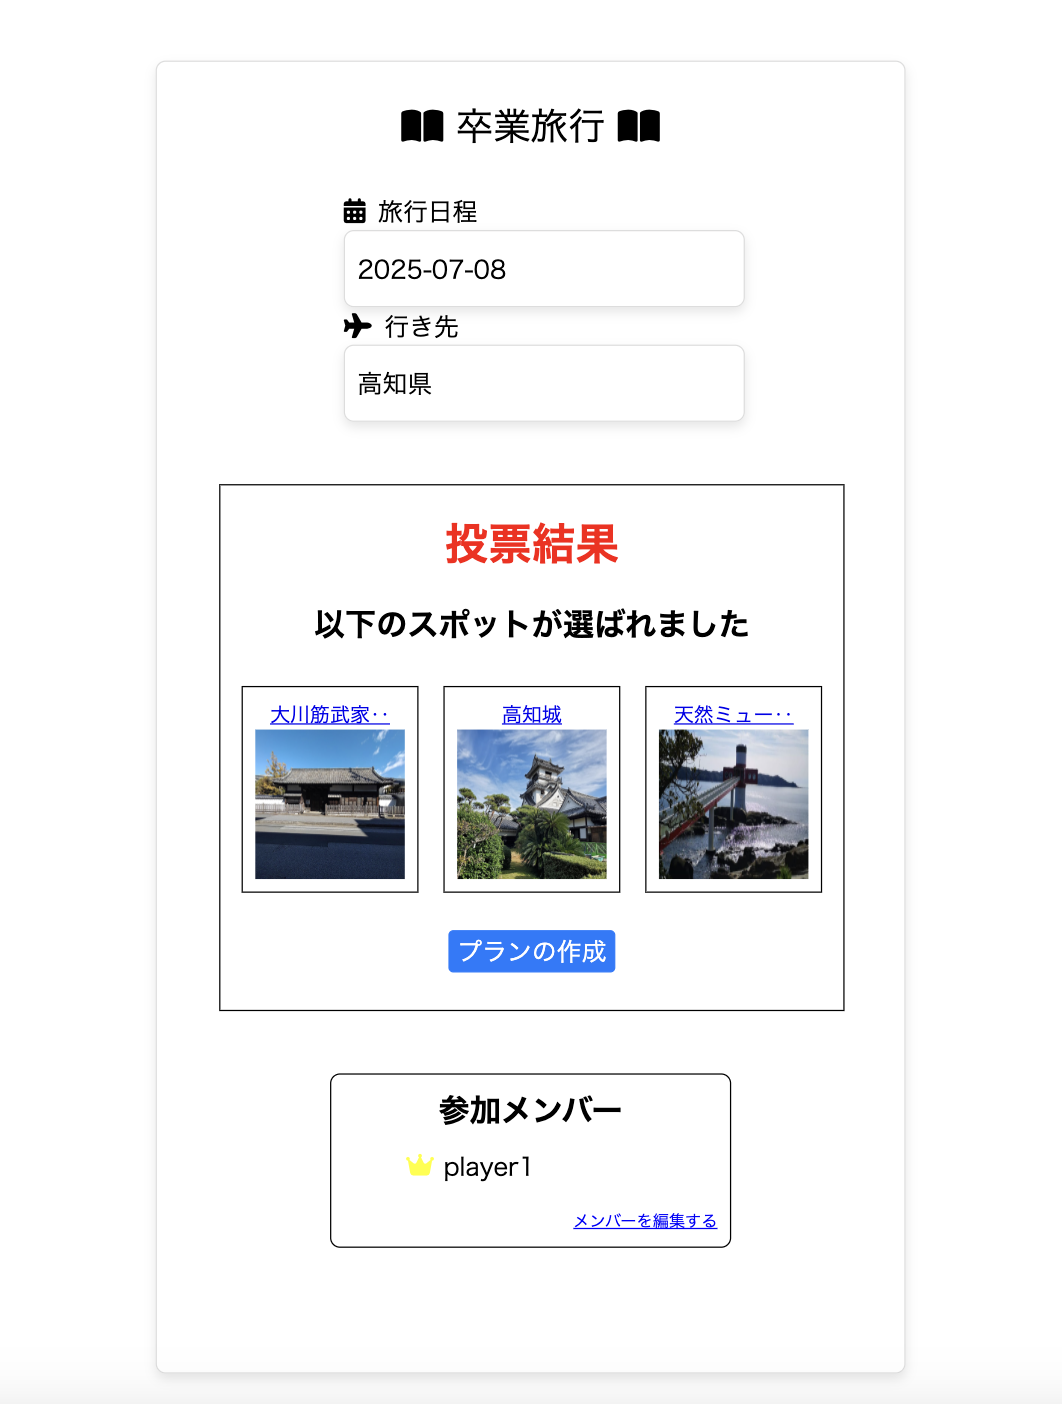 卒業旅行
旅行日程
2025-07-08
行き先
高知県
投票結果
以下のスポットが選ばれました
大川筋武家‥
高知城
天然ミュー‥
プランの作成
参加メンバー
player1
メンバーを編集する